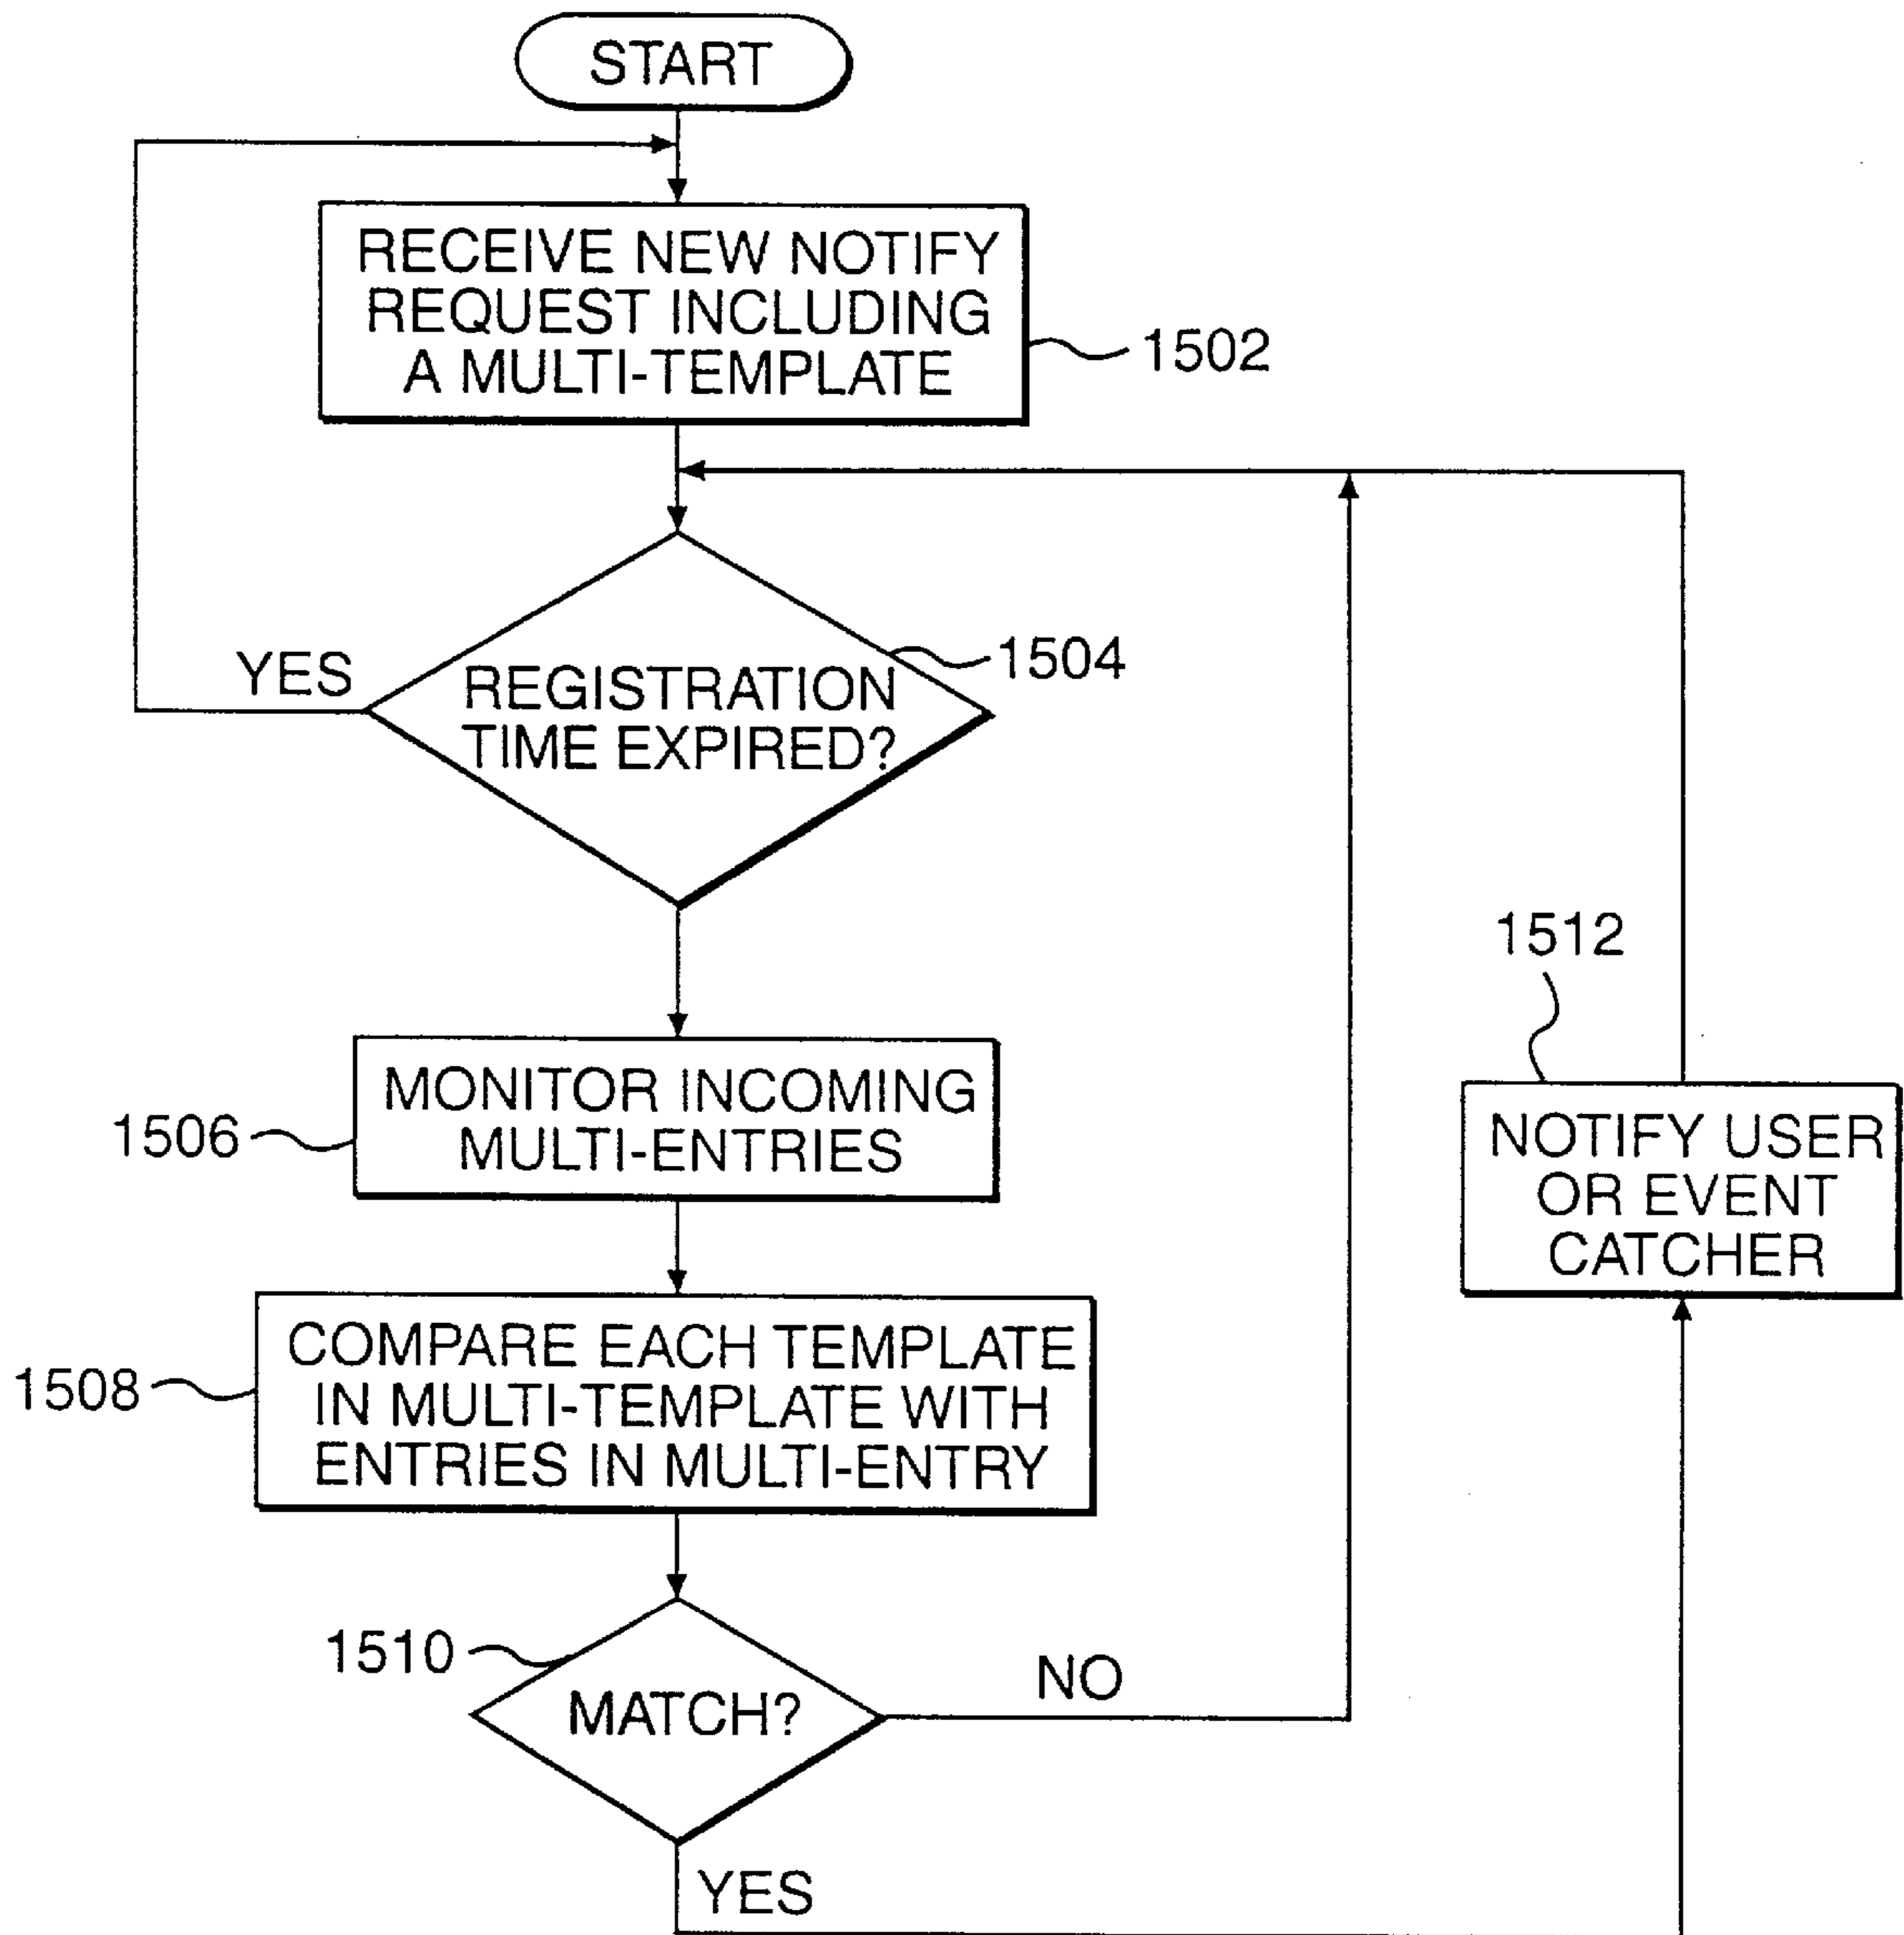 START
RECEIVE NEW NOTIFY
REQUEST INCLUDING
A MULTI-TEMPLATE
1502
YES
REGISTRATION
TIME EXPIRED?
1504
MONITOR INCOMING
MULTI-ENTRIES
1506
1512
NOTIFY USER
OR EVENT
CATCHER
COMPARE EACH TEMPLATE
IN MULTI-TEMPLATE WITH
ENTRIES IN MULTI-ENTRY
1508
1510
MATCH?
NO
YES